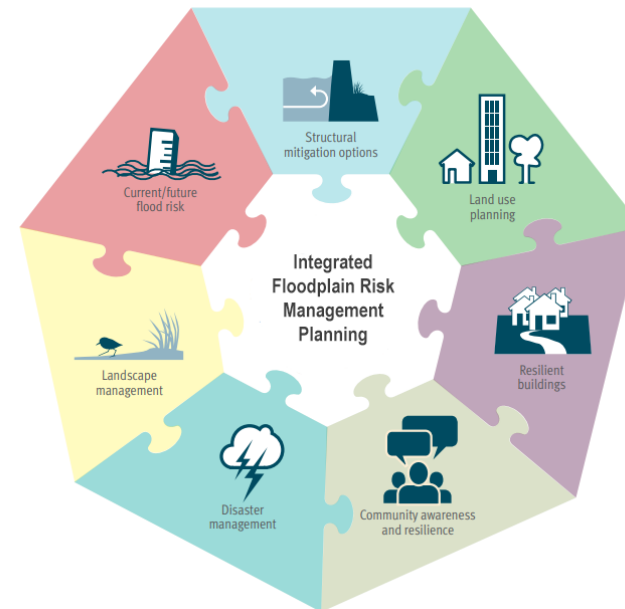 Structural
mitigation options
Land use
planning
Resilient
buildings
Community awareness
and resilience
Disaster
management
Landscape
management
Current/future
flood risk
Integrated
Floodplain Risk
Management
Planning